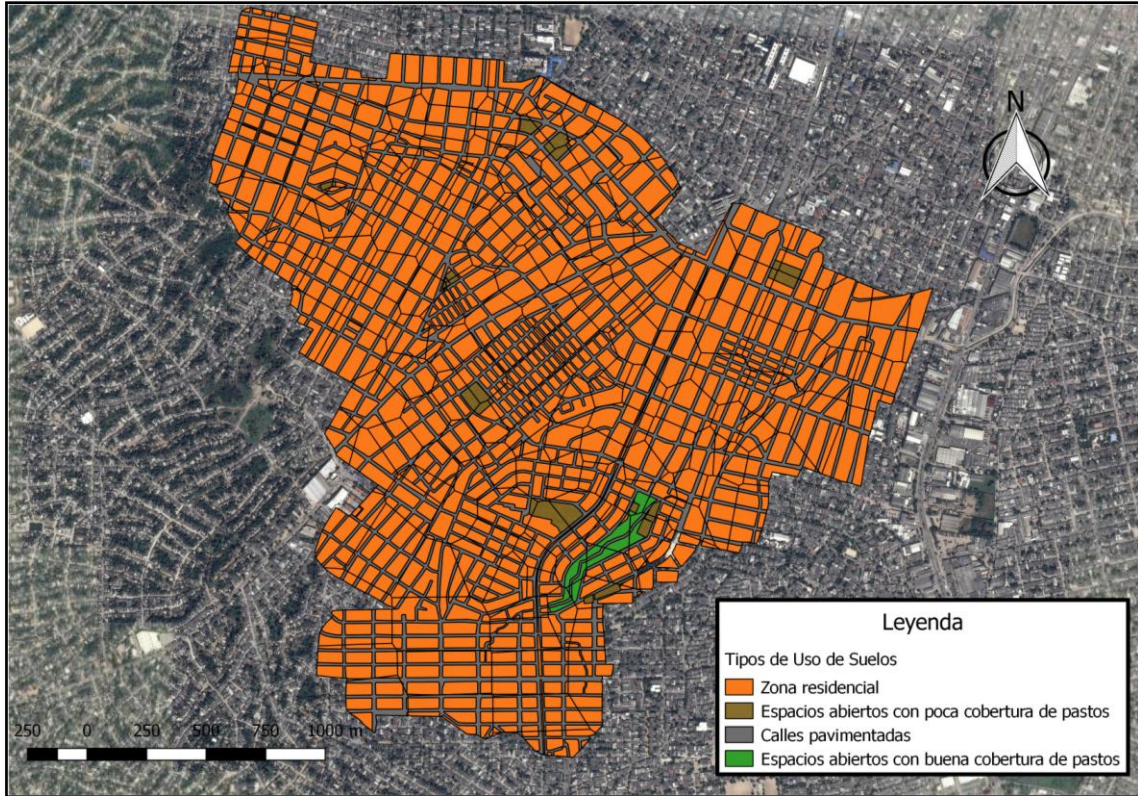 N
Leyenda
Tipos de Uso de Suelos
Zona residencial
Espacios abiertos con poca cobertura de pastos
Calles pavimentadas
Espacios abiertos con buena cobertura de pastos
250 0 250 500 750 1000 m